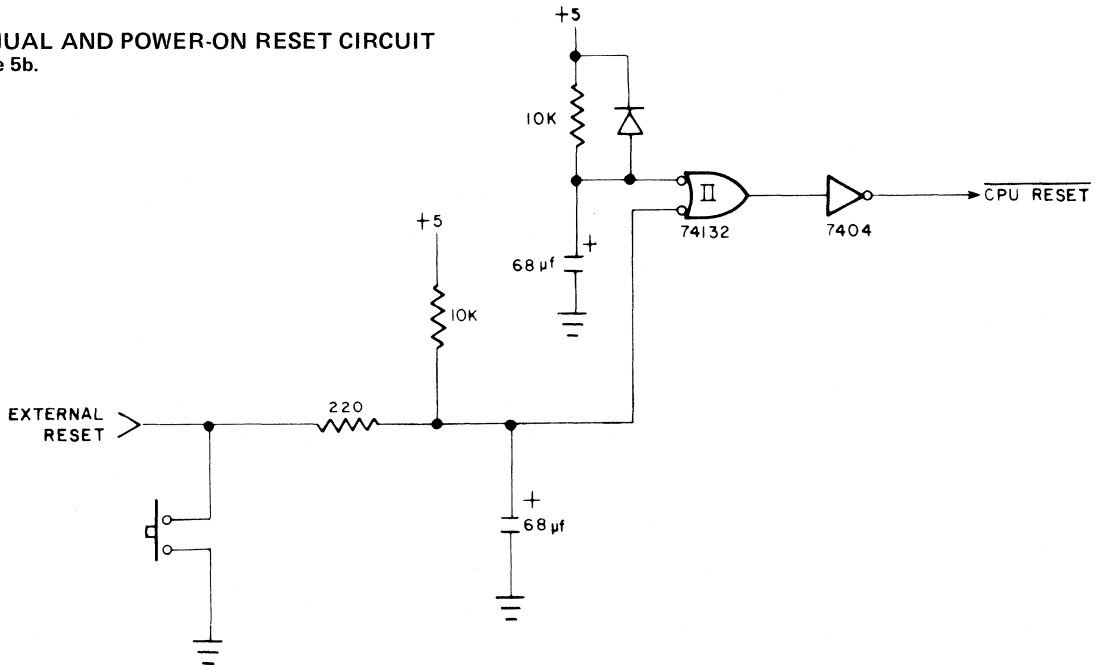 UAL AND POWER-ON RESET CIRCUIT
5b.
+5
10K
74132
7404
CPU RESET
+
68 µf
+5
10K
220
EXTERNAL
RESET
+
68 µf